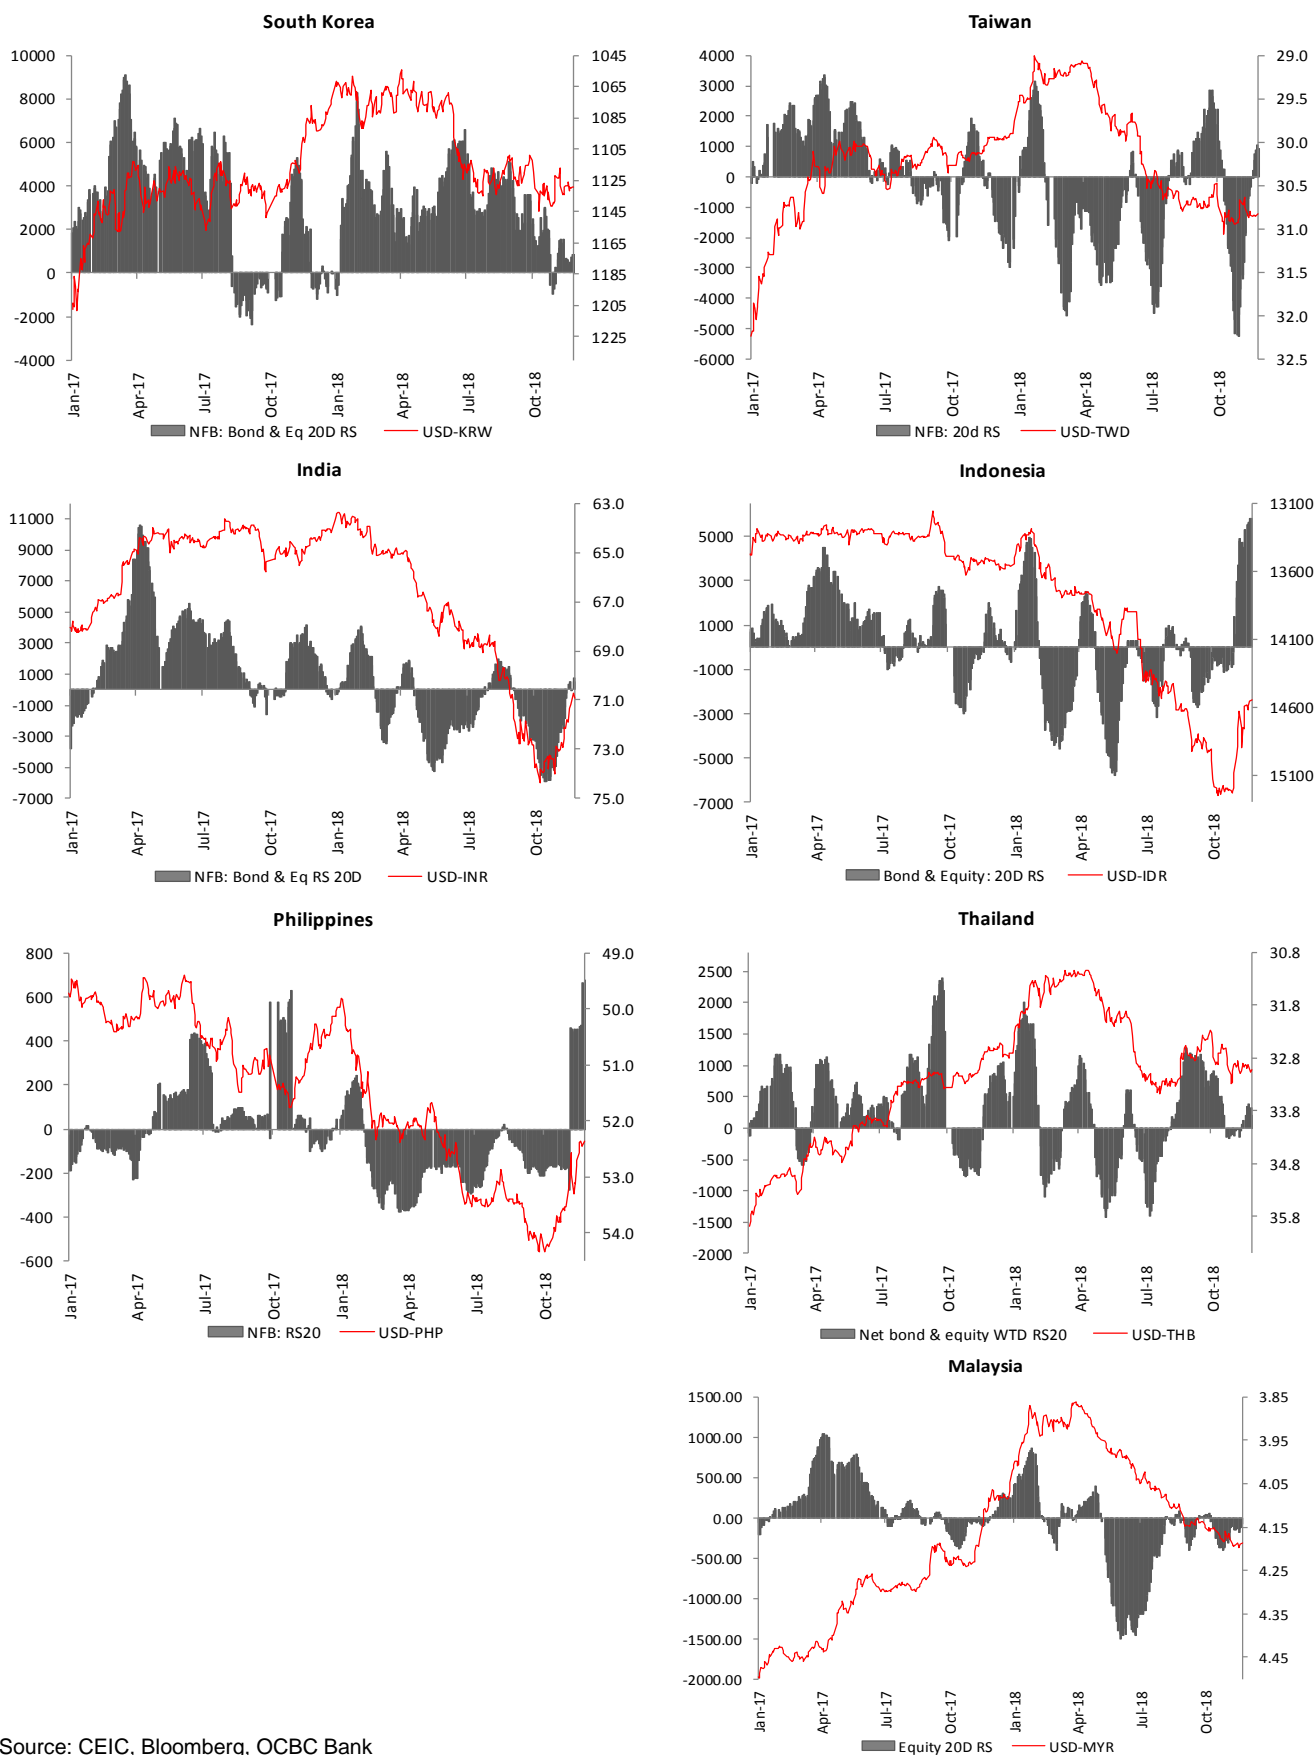 South Korea
10000
8000
6000
4000
2000
0
-2000
-4000
1045
1065
1085
1105
1125
1145
1165
1185
1205
1225
Jan-17
Apr-17
Jul-17
Oct-17
Jan-18
Apr-18
Jul-18
Oct-18
NFB: Bond & Eq 20D RS
USD-KRW
Taiwan
4000
3000
2000
1000
0
-1000
-2000
-3000
-4000
-5000
-6000
29.0
29.5
30.0
30.5
31.0
31.5
32.0
32.5
Jan-17
Apr-17
Jul-17
Oct-17
Jan-18
Apr-18
Jul-18
Oct-18
NFB: 20d RS
USD-TWD
India
11000
9000
7000
5000
3000
1000
-1000
-3000
-5000
-7000
63.0
65.0
67.0
69.0
71.0
73.0
75.0
Jan-17
Apr-17
Jul-17
Oct-17
Jan-18
Apr-18
Jul-18
Oct-18
NFB: Bond & Eq RS 20D
USD-INR
Indonesia
5000
3000
1000
-1000
-3000
-5000
-7000
13100
13600
14100
14600
15100
Jan-17
Apr-17
Jul-17
Oct-17
Jan-18
Apr-18
Jul-18
Oct-18
Bond & Equity: 20D RS
USD-IDR
Philippines
800
600
400
200
0
-200
-400
-600
49.0
50.0
51.0
52.0
53.0
54.0
Jan-17
Apr-17
Jul-17
Oct-17
Jan-18
Apr-18
Jul-18
Oct-18
NFB: RS20
USD-PHP
Thailand
2500
2000
1500
1000
500
0
-500
-1000
-1500
-2000
30.8
31.8
32.8
33.8
34.8
35.8
Jan-17
Apr-17
Jul-17
Oct-17
Jan-18
Apr-18
Jul-18
Oct-18
Net bond & equity WTD RS20
USD-THB
Malaysia
1500.00
1000.00
500.00
0.00
-500.00
-1000.00
-1500.00
-2000.00
3.85
3.95
4.05
4.15
4.25
4.35
4.45
Jan-17
Apr-17
Jul-17
Oct-17
Jan-18
Apr-18
Jul-18
Oct-18
Equity 20D RS
USD-MYR
Source: CEIC, Bloomberg, OCBC Bank